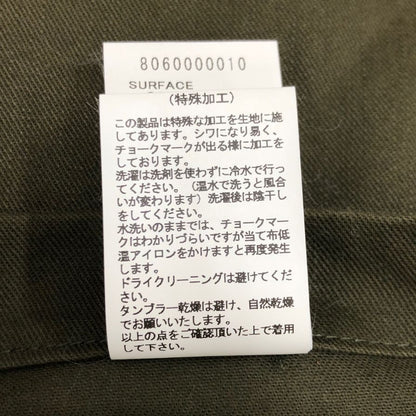 8060000010
SURFACE
(特殊加工)
この製品は特殊な加工を生地に施
してあります。シワになり易く、
チョークマークが出る様に加工を
しております。
洗濯は洗剤を使わずに冷水で行っ
てください。(温水で洗うと風合
いが変わります)洗濯後は陰干し
をしてください。
水洗いのままでは、チョークマーク
はわかりづらいですが当て布低
温アイロンをかけますと再度発生
します。
ドライクリーニングは避けてくださ
い。
タンブラー乾燥は避け、自然乾燥
でお願いいたします。
以上の点をご確認頂いた上で着用
して下さい。